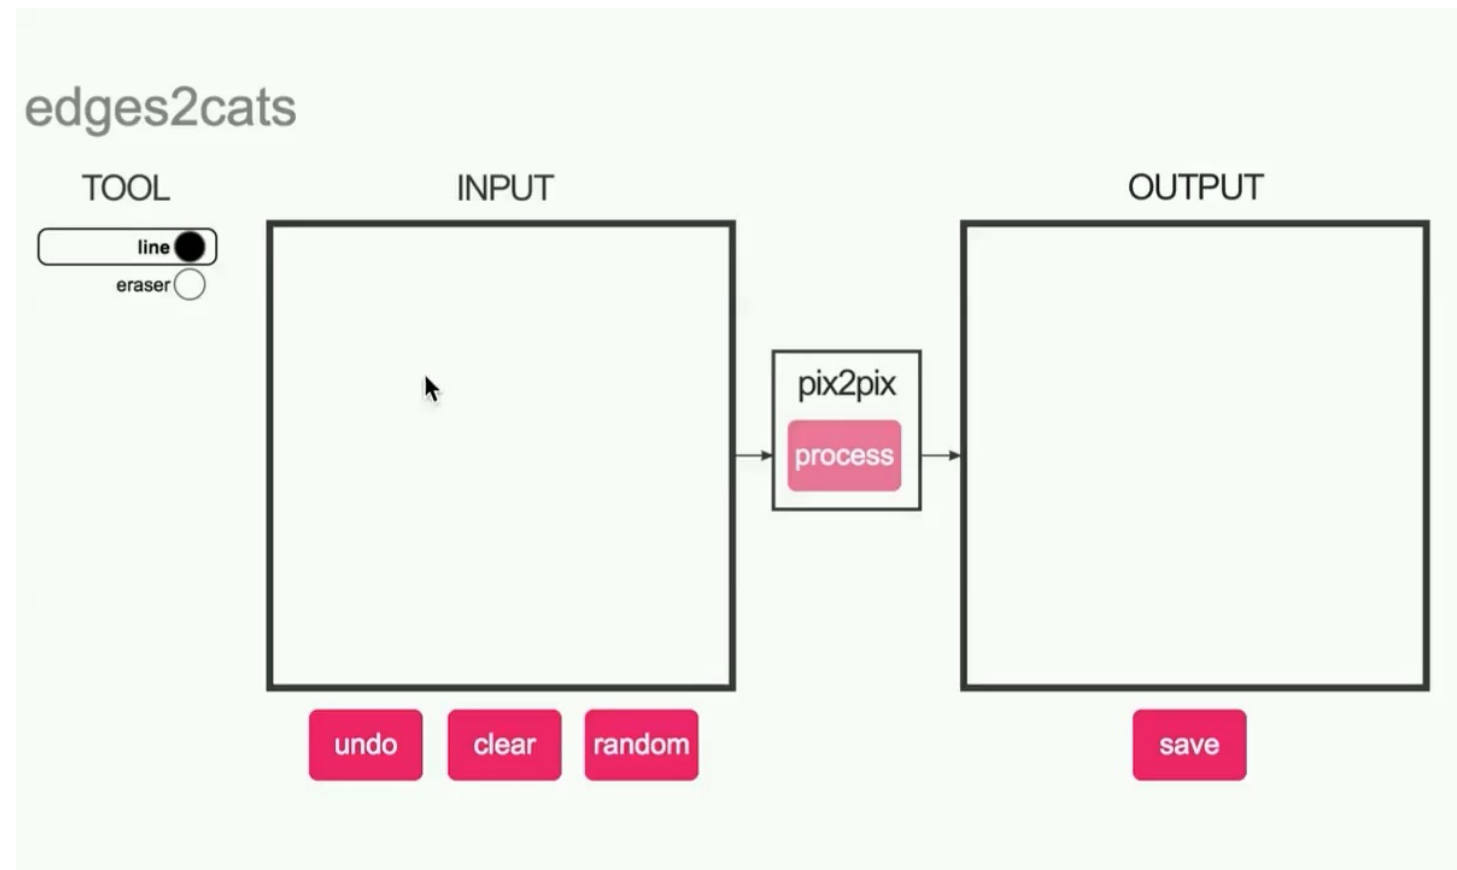 edges2cats
TOOL
INPUT
OUTPUT
line
eraser
pix2pix
process
undo
clear
random
save